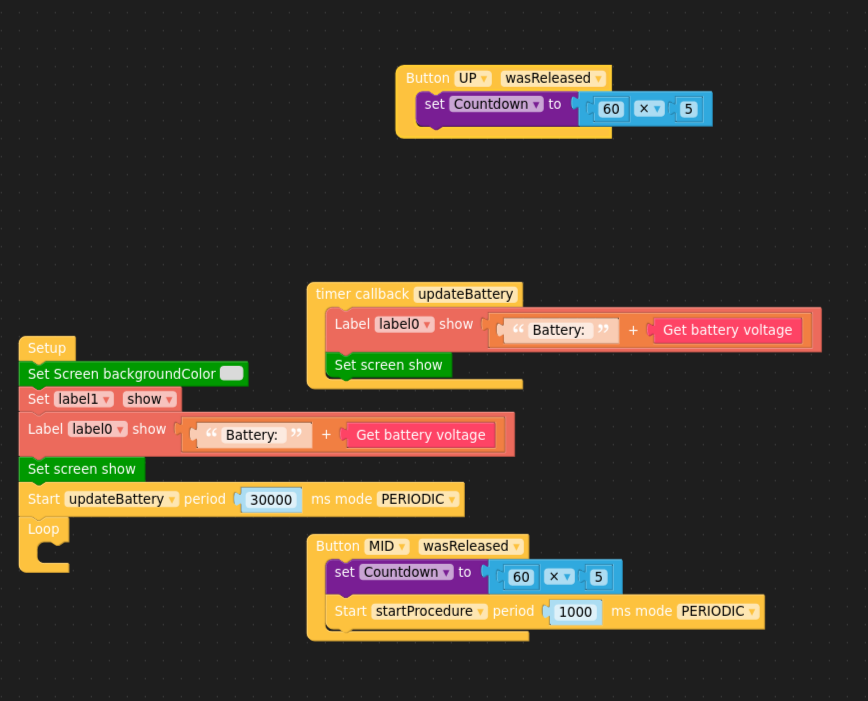 Button UP wasReleased
set Countdown to 60 × 5
timer callback updateBattery
Label label0 show “ Battery: ” + Get battery voltage
Set screen show
Setup
Set Screen backgroundColor
Set label1 show
Label label0 show “ Battery: ” + Get battery voltage
Set screen show
Start updateBattery period 30000 ms mode PERIODIC
Loop
Button MID wasReleased
set Countdown to 60 × 5
Start startProcedure period 1000 ms mode PERIODIC